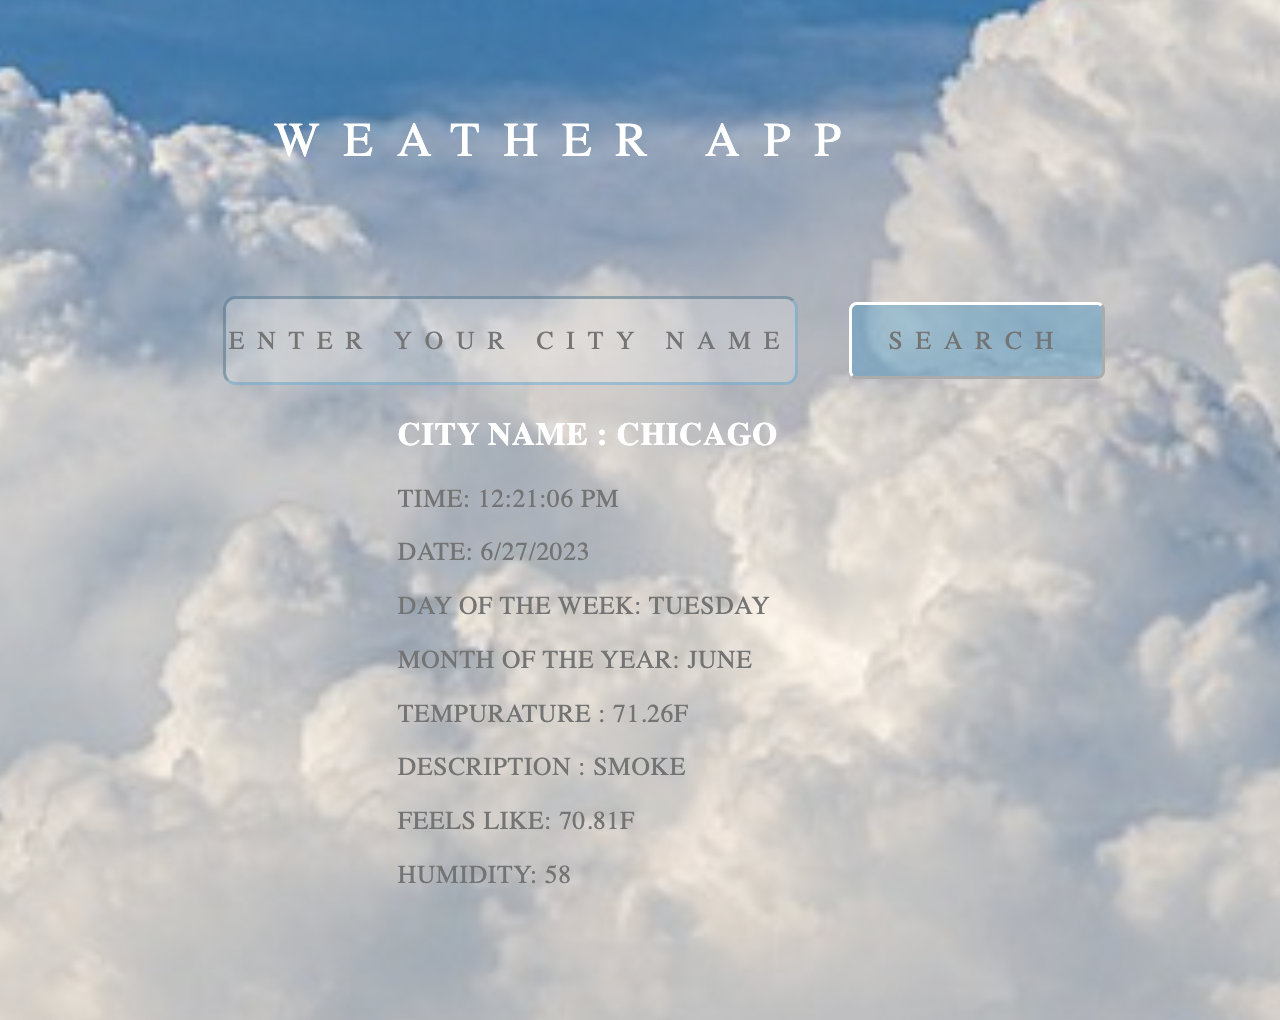 WEATHER APP
ENTER YOUR CITY NAME SEARCH
CITY NAME : CHICAGO
TIME: 12:21:06 PM
DATE: 6/27/2023
DAY OF THE WEEK: TUESDAY
MONTH OF THE YEAR: JUNE
TEMPURATURE : 71.26F
DESCRIPTION : SMOKE
FEELS LIKE: 70.81F
HUMIDITY: 58